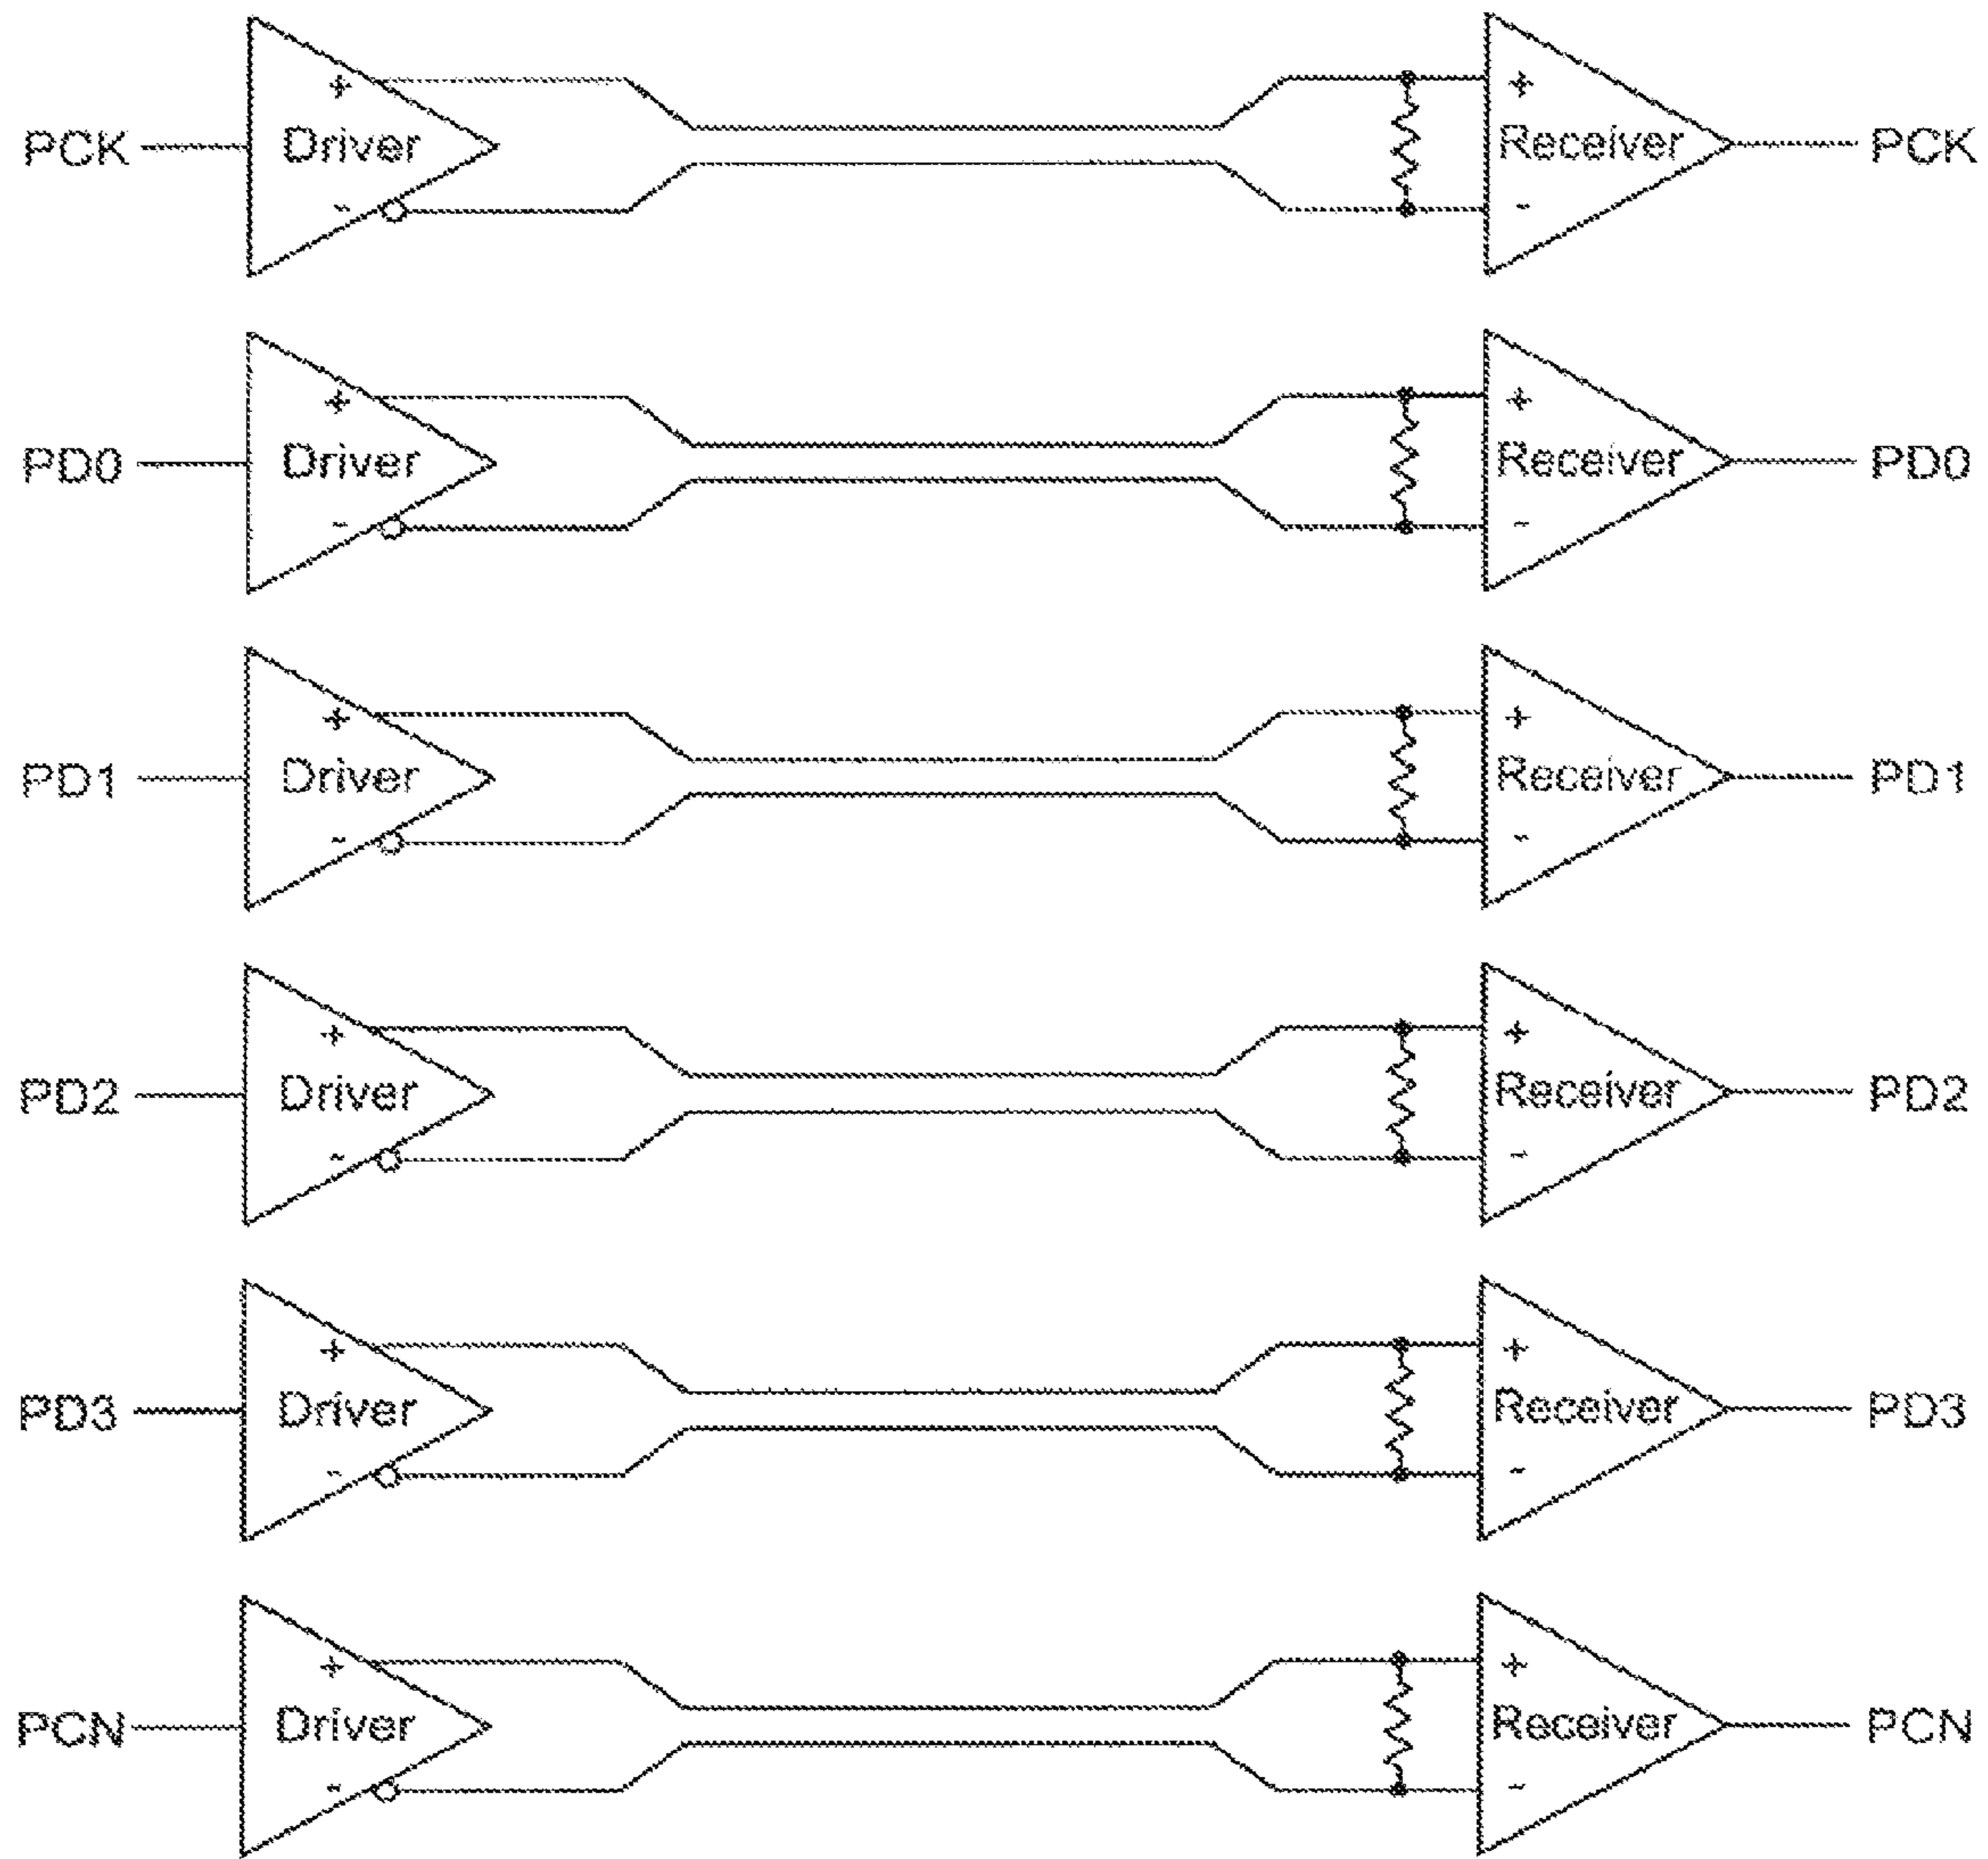 + +
PCK Driver Receiver PCK
- -
+ +
PD0 Driver Receiver PD0
- -
+ +
PD1 Driver Receiver PD1
- -
+ +
PD2 Driver Receiver PD2
- -
+ +
PD3 Driver Receiver PD3
- -
+ +
PCN Driver Receiver PCN
- -